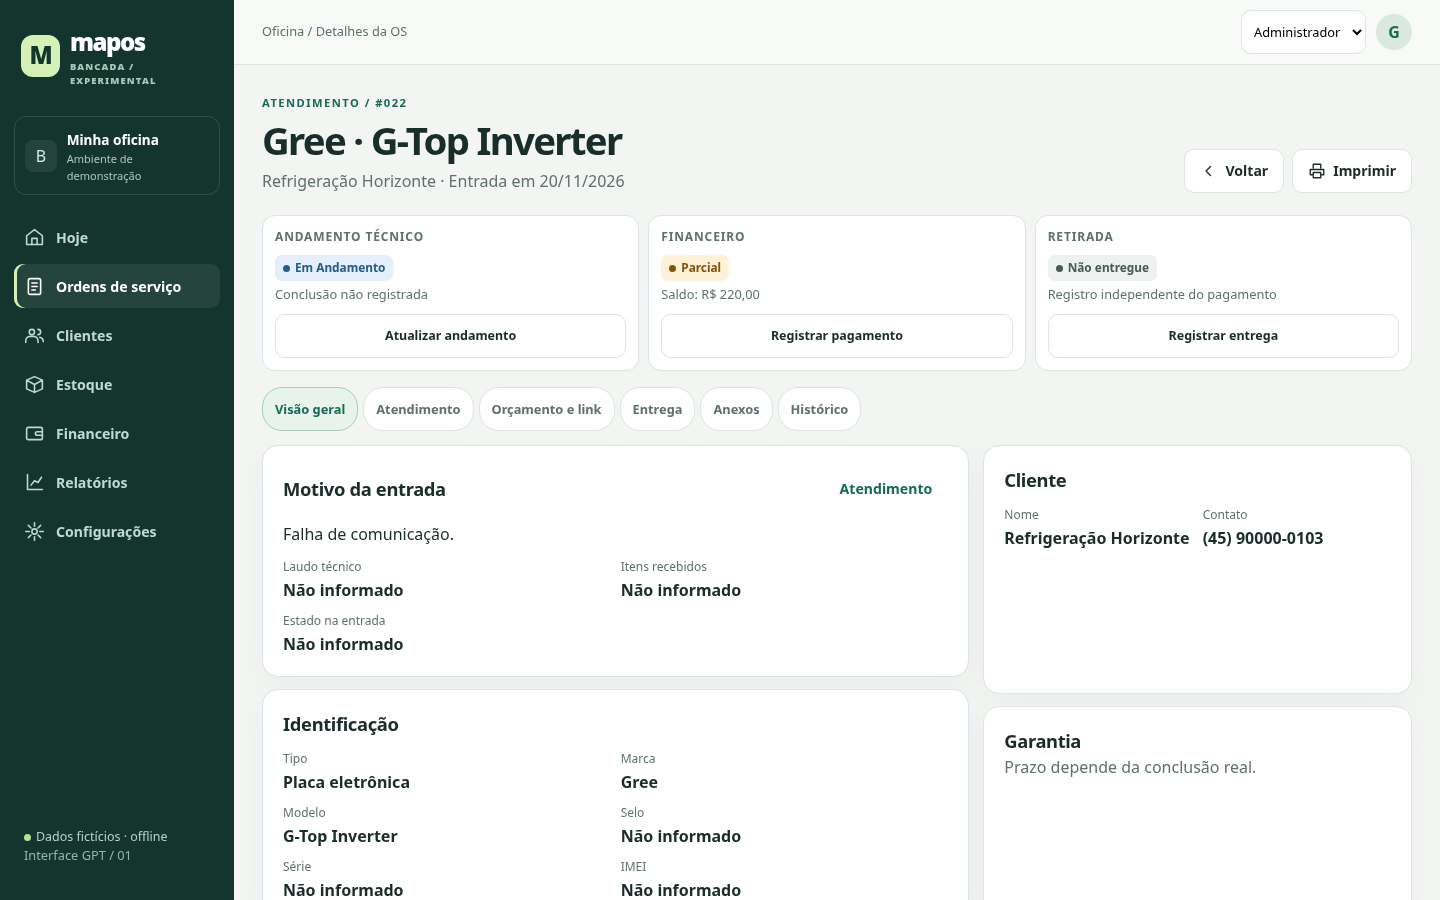 M
mapos
BANCADA /
EXPERIMENTAL
B
Minha oficina
Ambiente de
demonstração
Hoje
Ordens de serviço
Clientes
Estoque
Financeiro
Relatórios
Configurações
Dados fictícios · offline
Interface GPT / 01
Oficina / Detalhes da OS
Administrador
G
ATENDIMENTO / #022
Gree · G-Top Inverter
Refrigeração Horizonte · Entrada em 20/11/2026
Voltar
Imprimir
ANDAMENTO TÉCNICO
Em Andamento
Conclusão não registrada
Atualizar andamento
FINANCEIRO
Parcial
Saldo: R$ 220,00
Registrar pagamento
RETIRADA
Não entregue
Registro independente do pagamento
Registrar entrega
Visão geral
Atendimento
Orçamento e link
Entrega
Anexos
Histórico
Motivo da entrada
Atendimento
Falha de comunicação.
Laudo técnico
Não informado
Itens recebidos
Não informado
Estado na entrada
Não informado
Identificação
Tipo
Placa eletrônica
Marca
Gree
Modelo
G-Top Inverter
Selo
Não informado
Série
Não informado
IMEI
Não informado
Cliente
Nome
Refrigeração Horizonte
Contato
(45) 90000-0103
Garantia
Prazo depende da conclusão real.